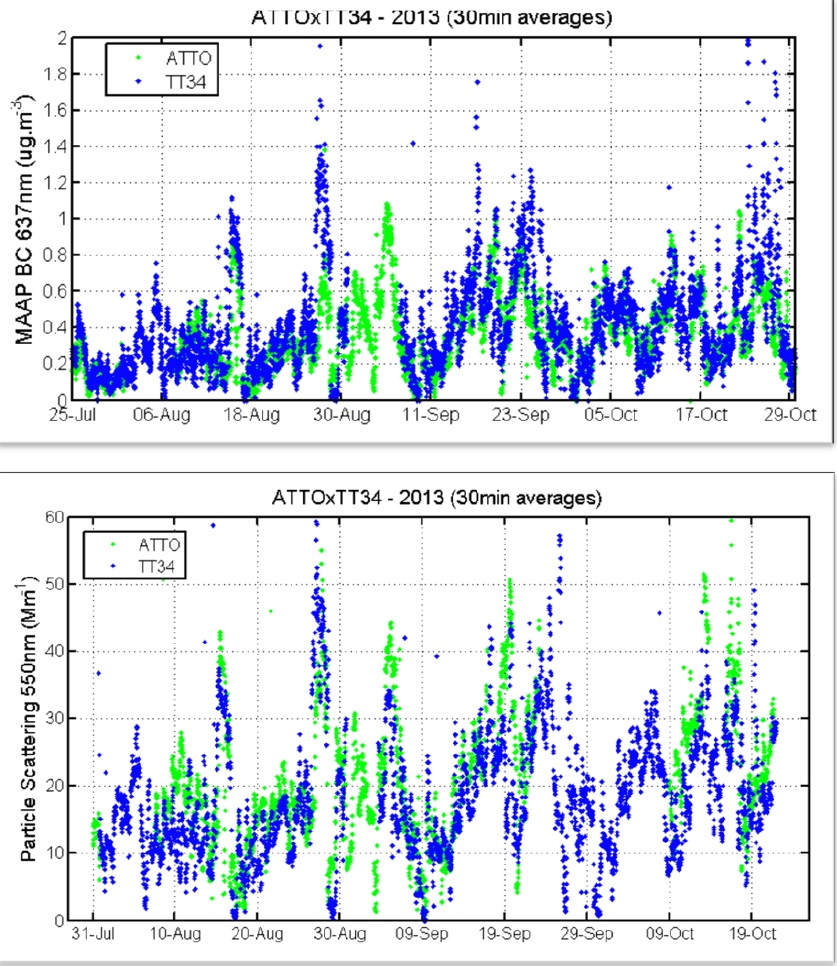 ATTOxTT34 - 2013 (30min averages)
MAAP BC 637nm (ug.m-3)
2
1.8
1.6
1.4
1.2
1
0.8
0.6
0.4
0.2
0
ATTO
TT34
25-Jul 06-Aug 18-Aug 30-Aug 11-Sep 23-Sep 05-Oct 17-Oct 29-Oct
ATTOxTT34 - 2013 (30min averages)
Particle Scattering 550nm (Mm-1)
60
50
40
30
20
10
0
ATTO
TT34
31-Jul 10-Aug 20-Aug 30-Aug 09-Sep 19-Sep 29-Sep 09-Oct 19-Oct